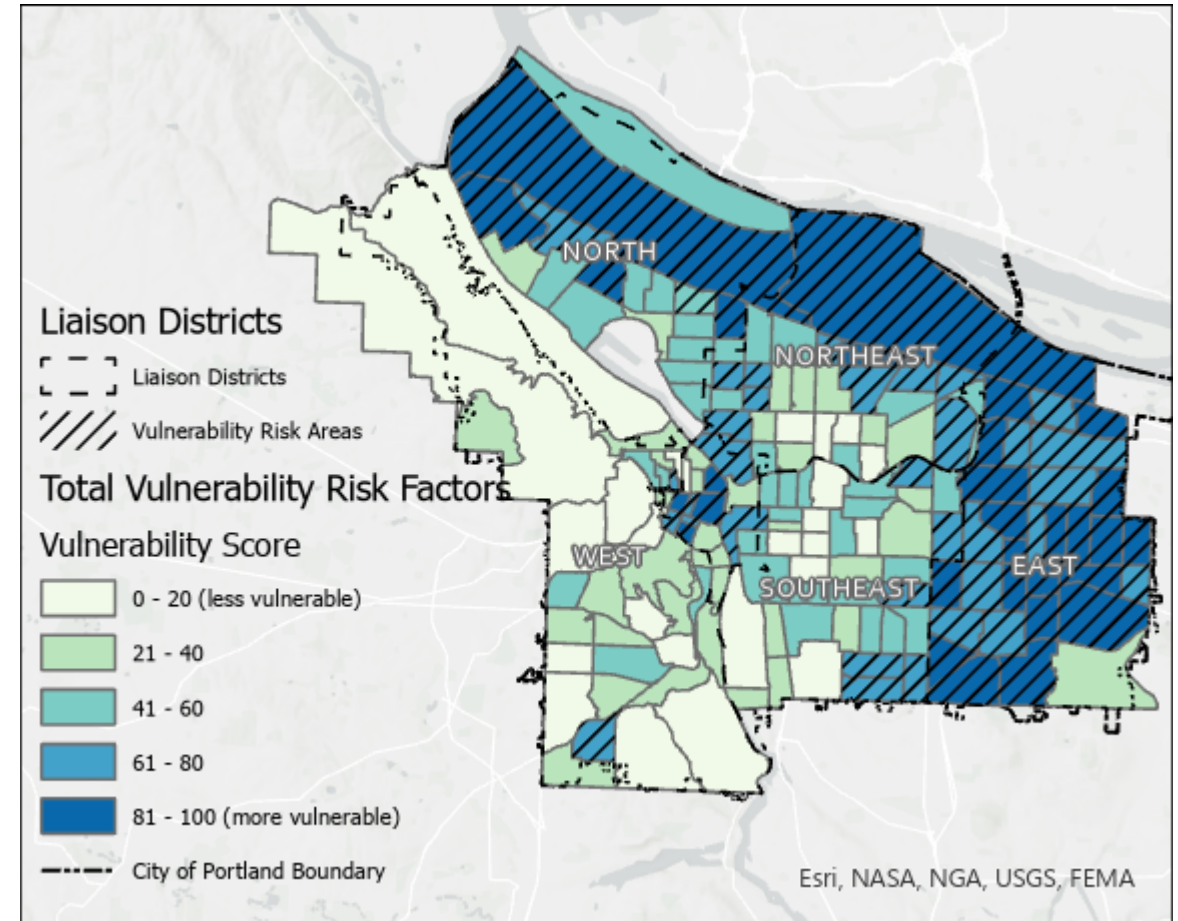 NORTH
NORTHEAST
WEST
SOUTHEAST
EAST
Liaison Districts
Liaison Districts
Vulnerability Risk Areas
Total Vulnerability Risk Factors
Vulnerability Score
0 - 20 (less vulnerable)
21 - 40
41 - 60
61 - 80
81 - 100 (more vulnerable)
City of Portland Boundary
Esri, NASA, NGA, USGS, FEMA